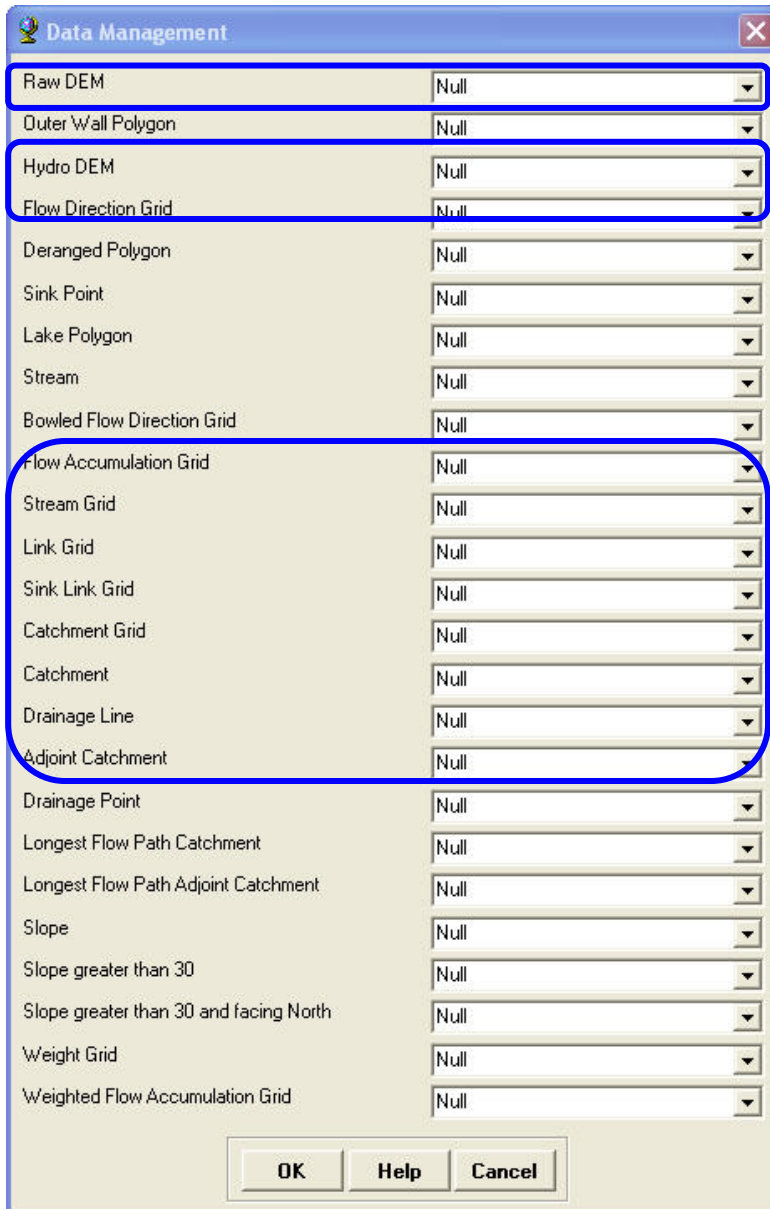 Data Management
Raw DEM Null
Outer Wall Polygon Null
Hydro DEM Null
Flow Direction Grid Null
Deranged Polygon Null
Sink Point Null
Lake Polygon Null
Stream Null
Bowled Flow Direction Grid Null
Flow Accumulation Grid Null
Stream Grid Null
Link Grid Null
Sink Link Grid Null
Catchment Grid Null
Catchment Null
Drainage Line Null
Adjoint Catchment Null
Drainage Point Null
Longest Flow Path Catchment Null
Longest Flow Path Adjoint Catchment Null
Slope Null
Slope greater than 30 Null
Slope greater than 30 and facing North Null
Weight Grid Null
Weighted Flow Accumulation Grid Null
OK Help Cancel